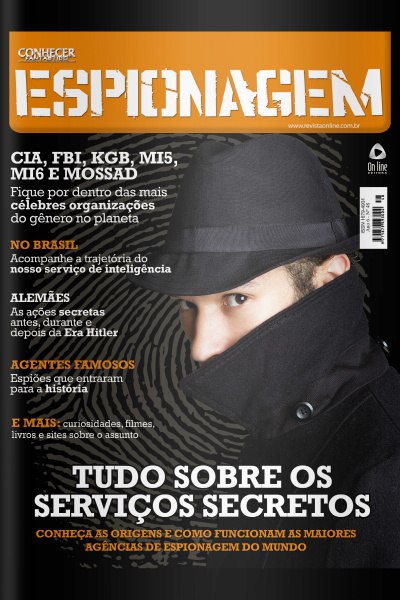 CONHECER
FANTÁSTICO
ESPIONAGEM
www.revistaonline.com.br
On line
EDITORA
CIA, FBI, KGB, MI5,
MI6 E MOSSAD
Fique por dentro das mais
célebres organizações
do gênero no planeta
NO BRASIL
Acompanhe a trajetória do
nosso serviço de inteligência
ALEMÃES
As ações secretas
antes, durante e
depois da Era Hitler
AGENTES FAMOSOS
Espiões que entraram
para a história
E MAIS: curiosidades, filmes,
livros e sites sobre o assunto
TUDO SOBRE OS
SERVIÇOS SECRETOS
CONHEÇA AS ORIGENS E COMO FUNCIONAM AS MAIORES
AGÊNCIAS DE ESPIONAGEM DO MUNDO